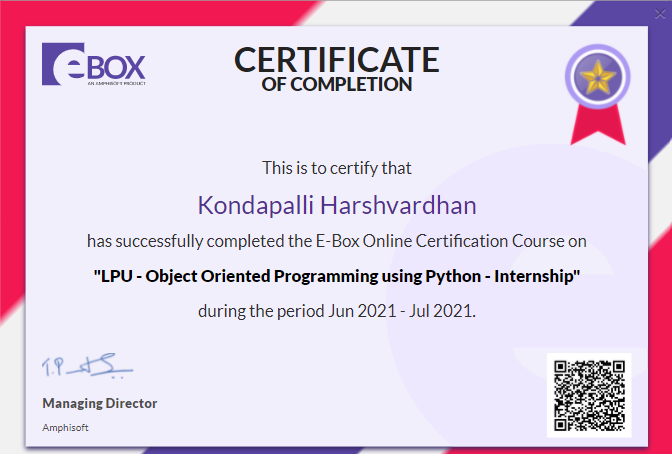 eBOX
AN AMPHISOFT PRODUCT
CERTIFICATE
OF COMPLETION
This is to certify that
Kondapalli Harshvardhan
has successfully completed the E-Box Online Certification Course on
"LPU - Object Oriented Programming using Python - Internship"
during the period Jun 2021 - Jul 2021.
Managing Director
Amphisoft